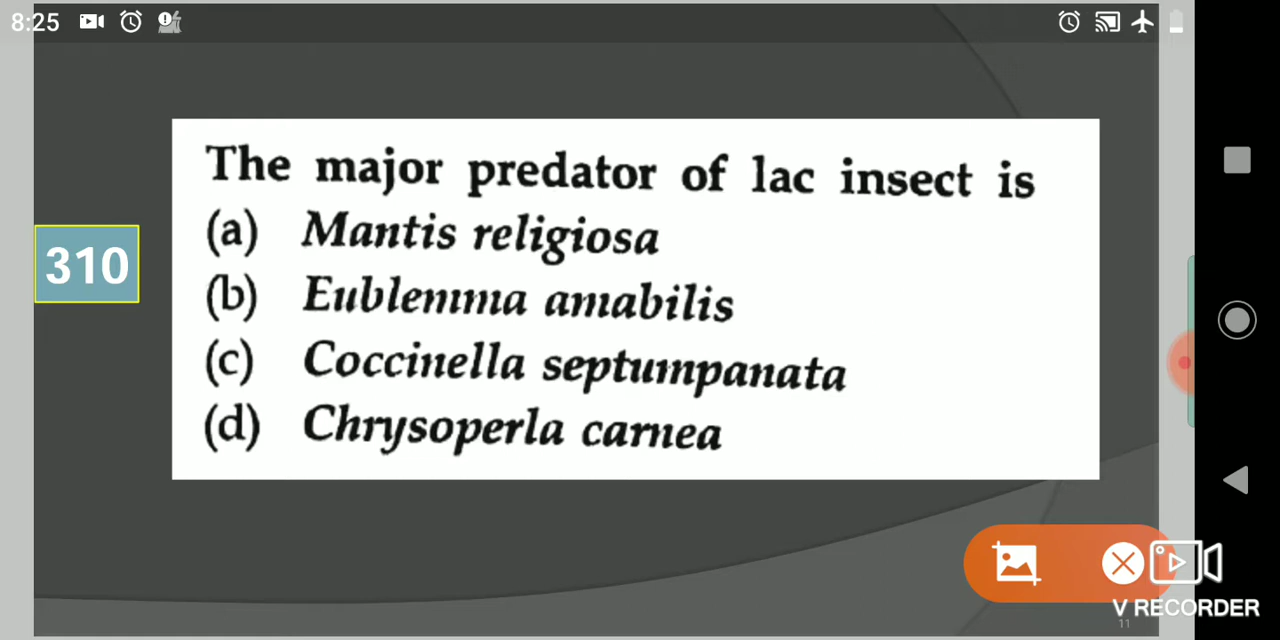 8:25
The major predator of lac insect is
310
(a) Mantis religiosa
(b) Eublemma amabilis
(c) Coccinella septumpanata
(d) Chrysoperla carnea
V RECORDER
11